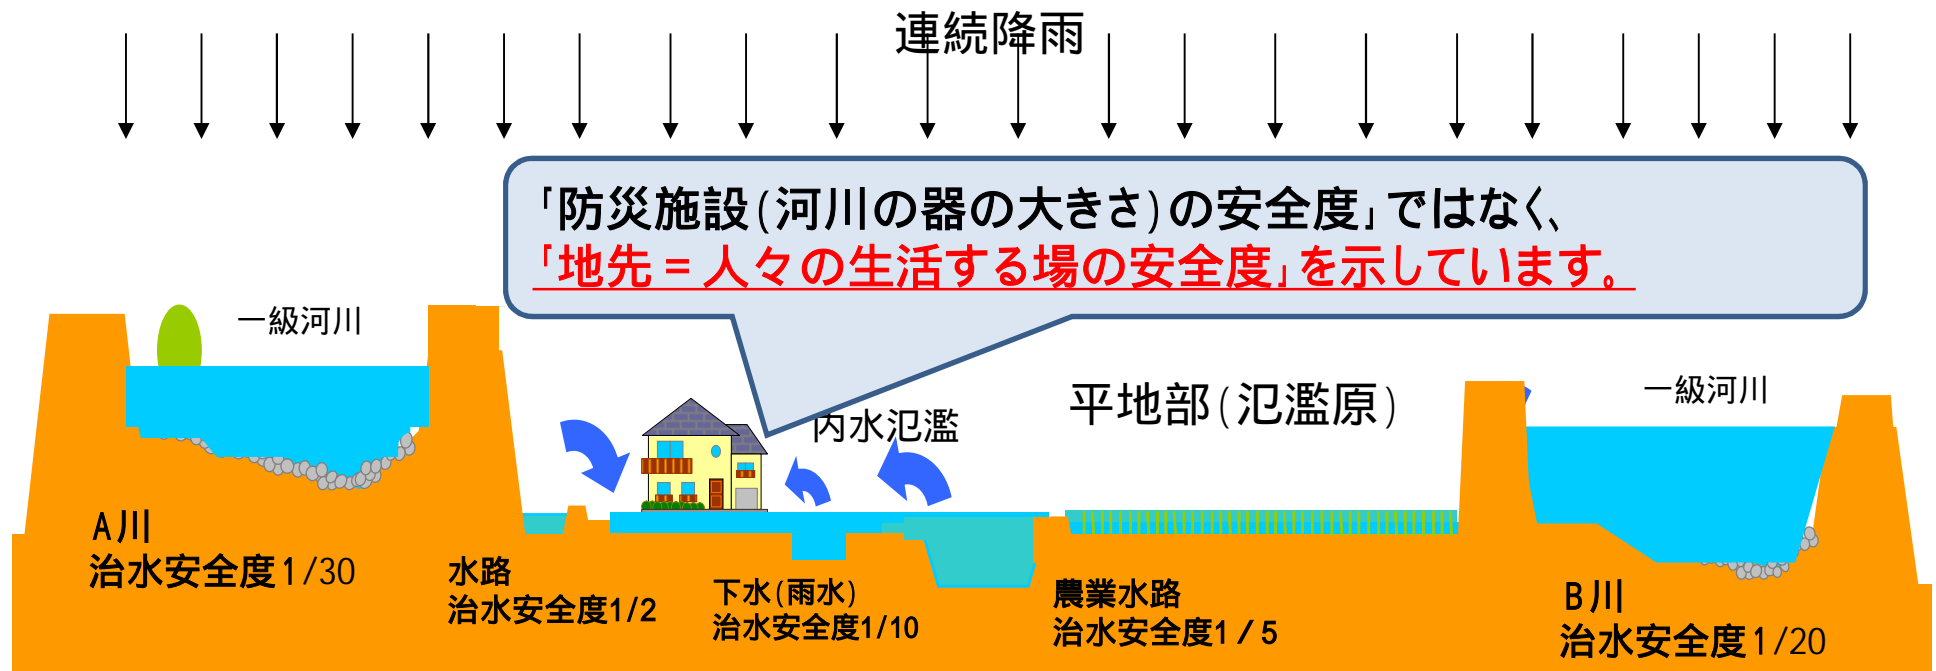 連続降雨
「防災施設(河川の器の大きさ)の安全度」ではなく、
「地先=人々の生活する場の安全度」を示しています。
一級河川
内水氾濫
平地部(氾濫原)
一級河川
A川
治水安全度1/30
水路
治水安全度1/2
下水(雨水)
治水安全度1/10
農業水路
治水安全度1/5
B川
治水安全度1/20